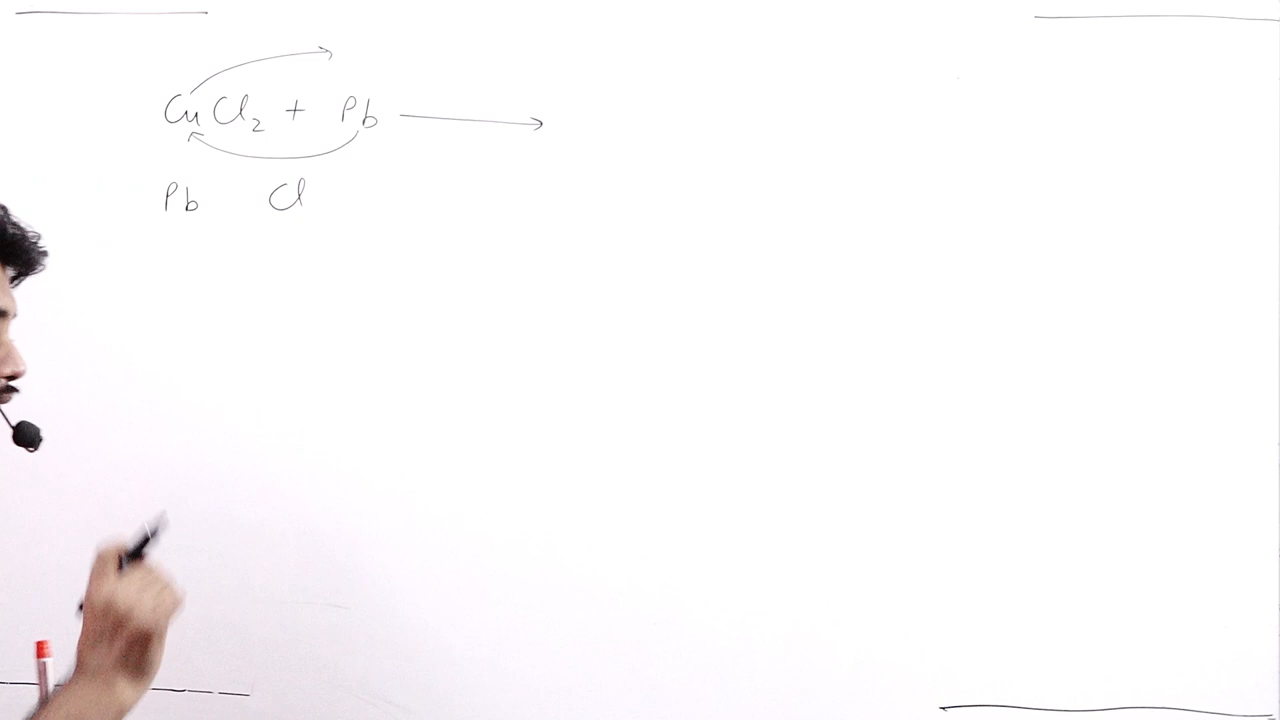 CuCl₂ + Pb ⟶
Pb Cl